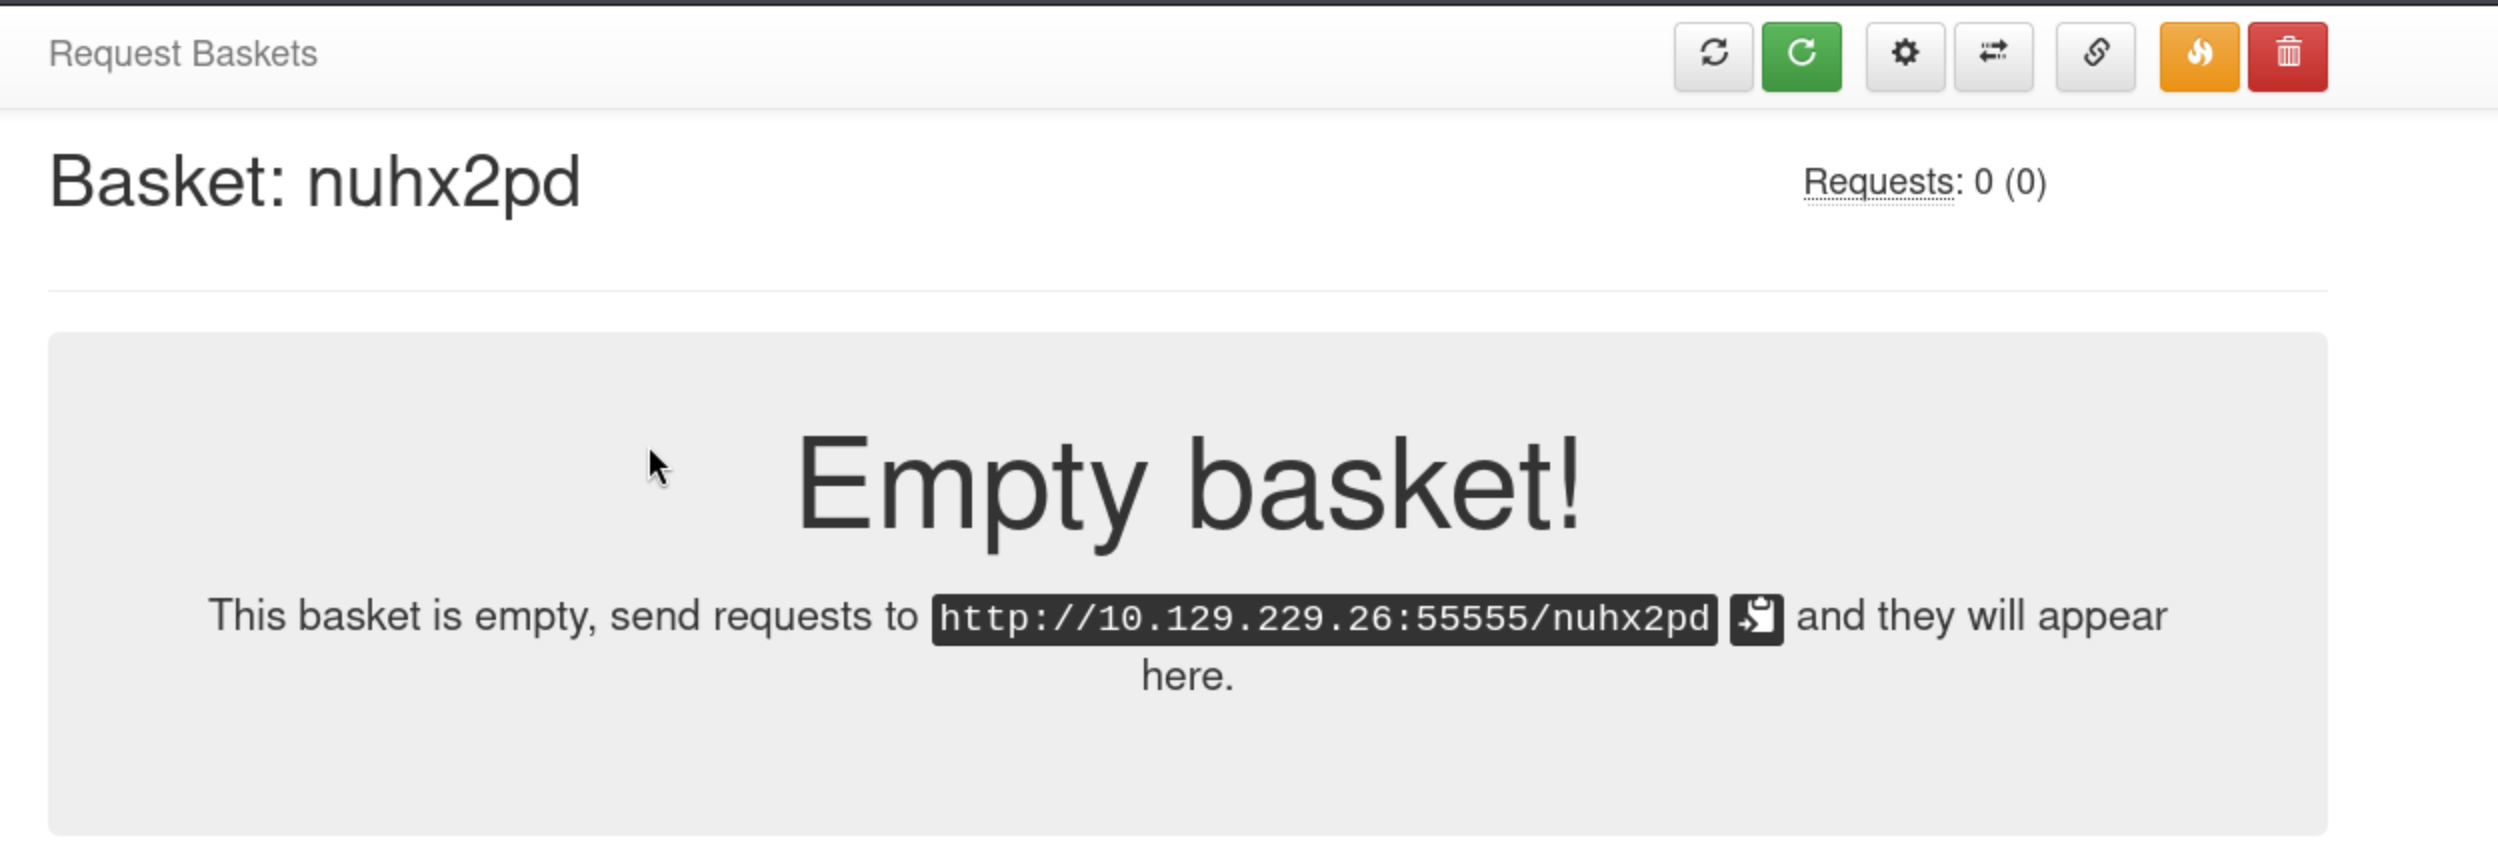 Request Baskets
Basket: nuhx2pd
Requests: 0 (0)
Empty basket!
This basket is empty, send requests to http://10.129.229.26:55555/nuhx2pd and they will appear
here.